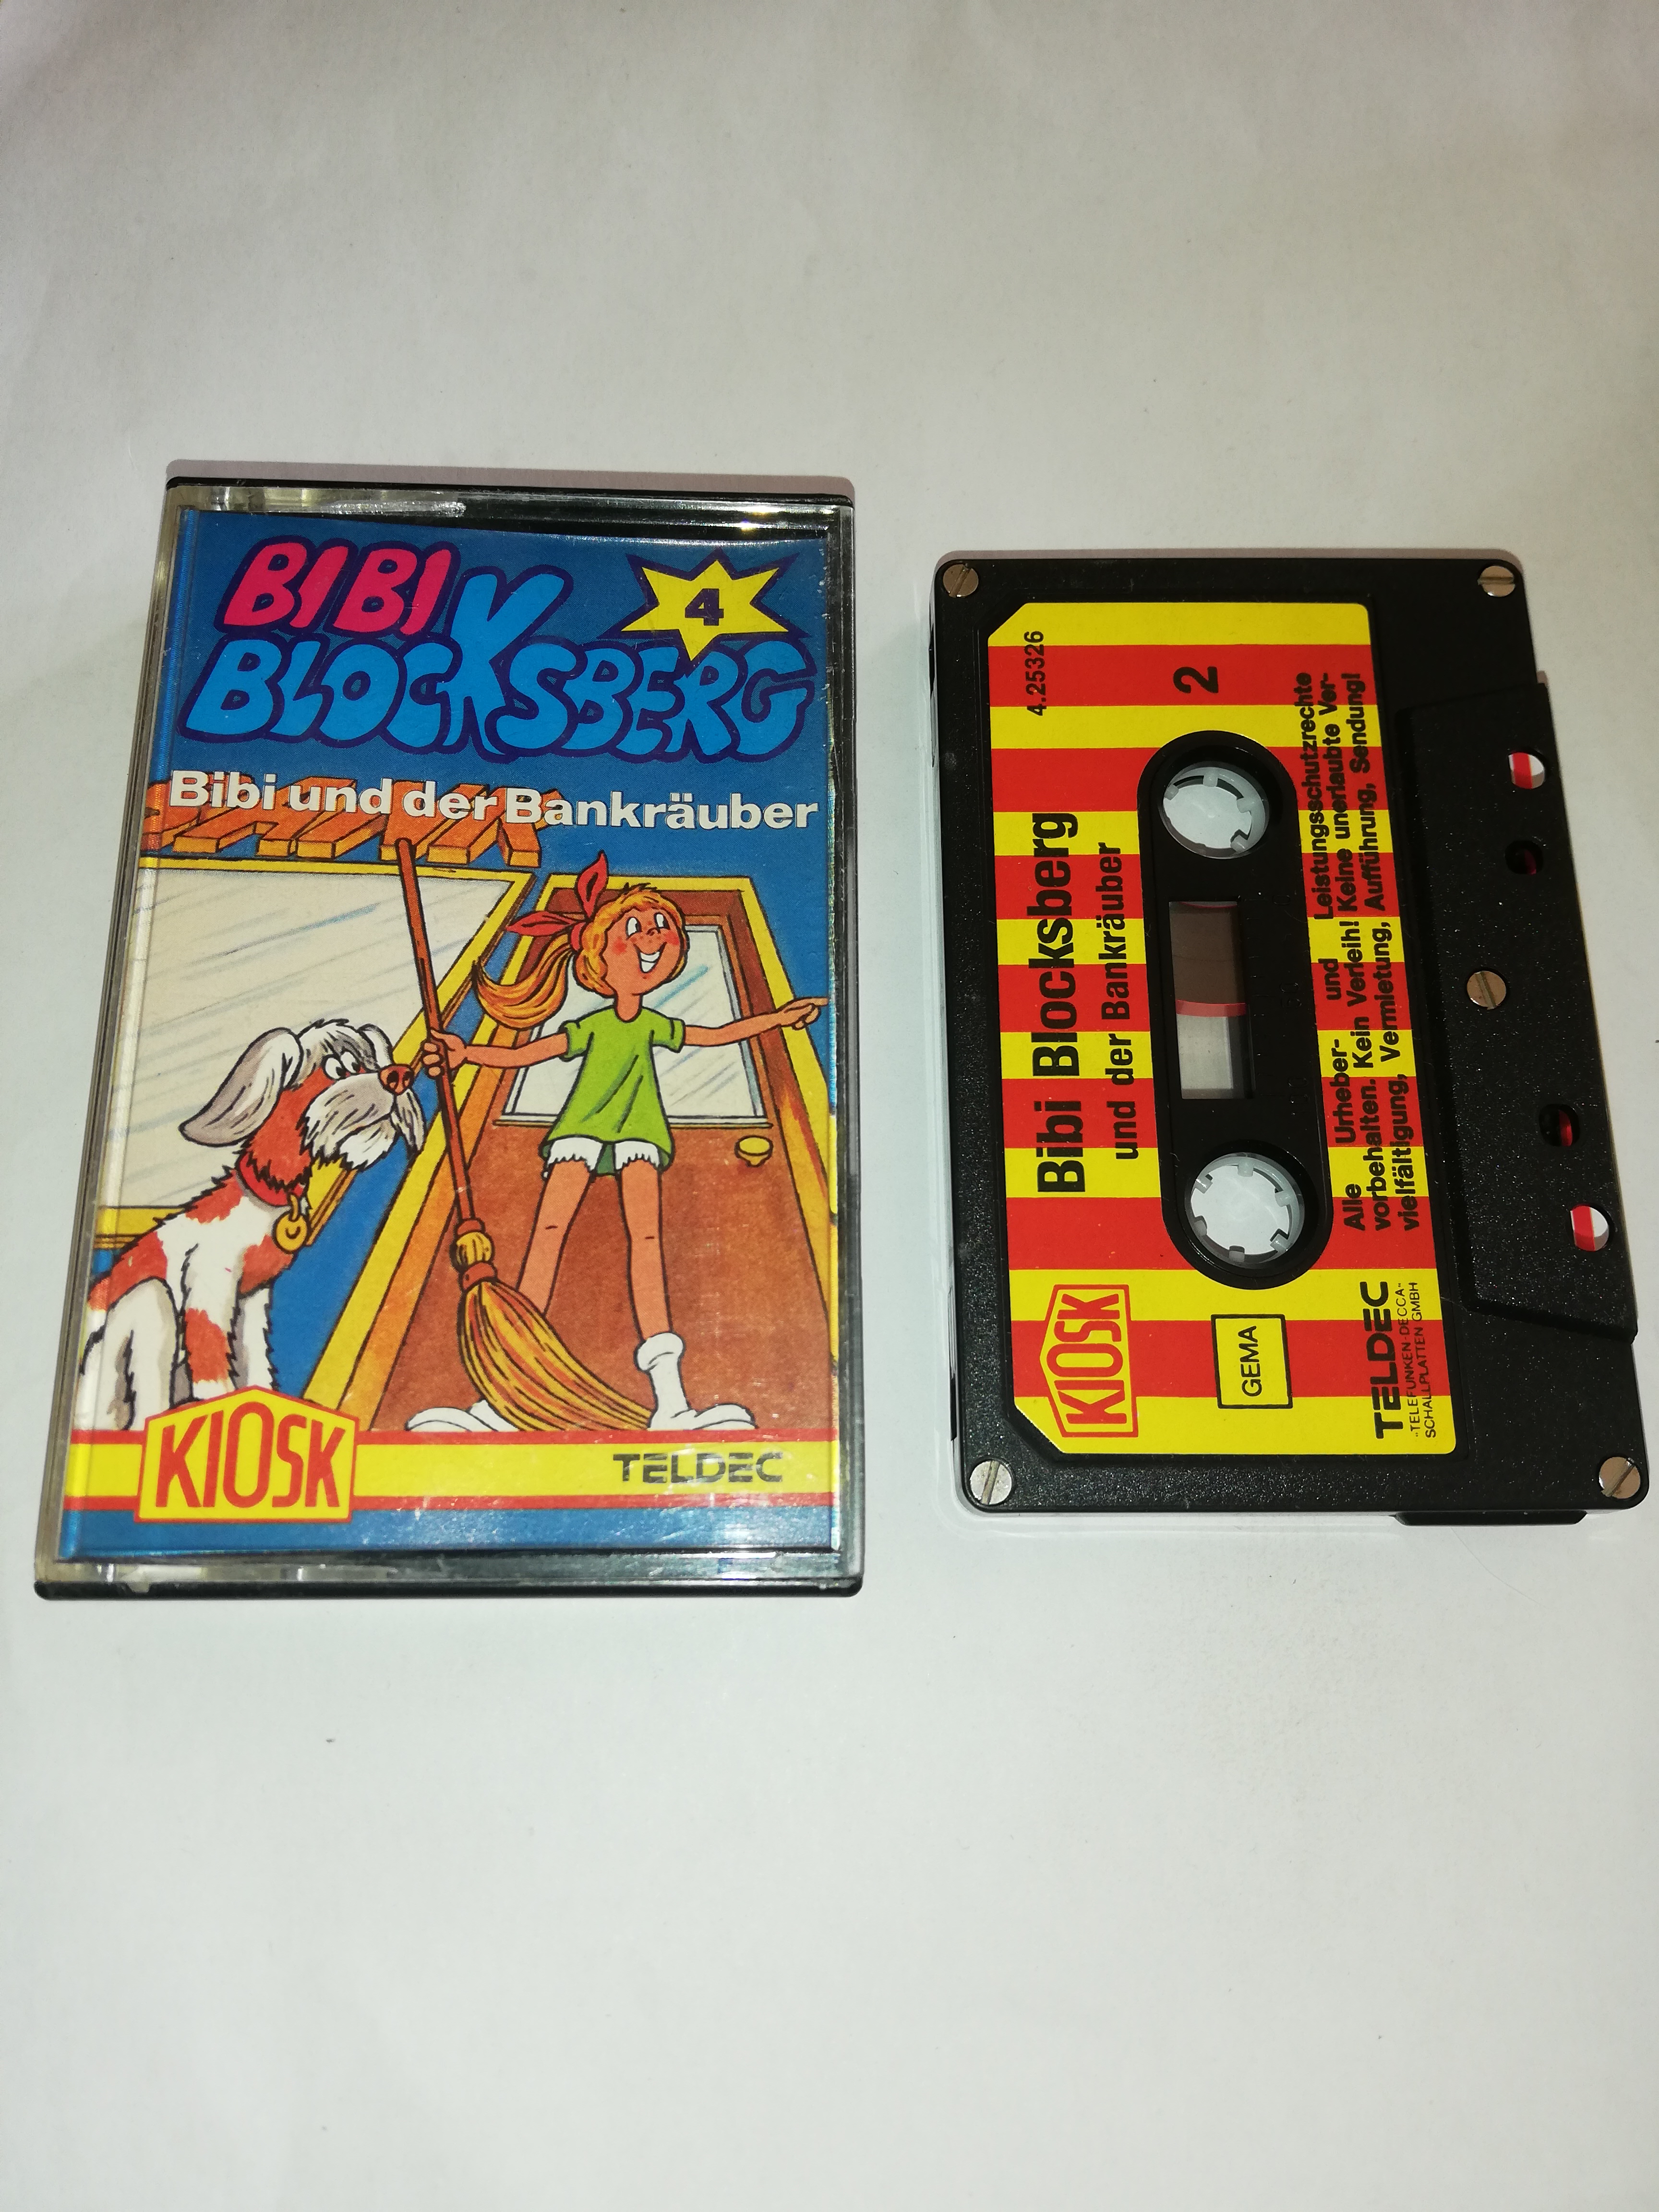 BIBI
BLOCKSBERG
4
BANK
Bibi und der Bankräuber
KIOSK
TELDEC
4.25326
2
Bibi Blocksberg
und der Bankräuber
KIOSK
GEMA
Alle Urheber- und Leistungsschutzrechte
vorbehalten. Kein Verleih! Keine unerlaubte Ver-
vielfältigung, Vermietung, Aufführung, Sendung!
TELDEC
"TELEFUNKEN-DECCA"
SCHALLPLATTEN GMBH